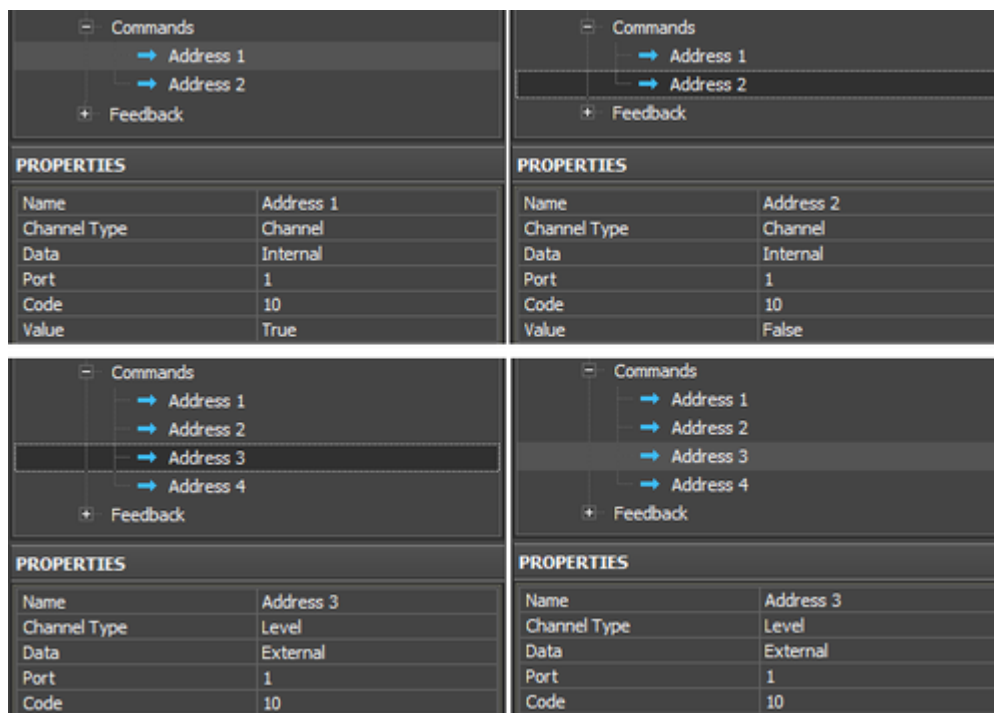 Commands
Address 1
Address 2
Feedback
PROPERTIES
Name Address 1
Channel Type Channel
Data Internal
Port 1
Code 10
Value True
Commands
Address 1
Address 2
Feedback
PROPERTIES
Name Address 2
Channel Type Channel
Data Internal
Port 1
Code 10
Value False
Commands
Address 1
Address 2
Address 3
Address 4
Feedback
PROPERTIES
Name Address 3
Channel Type Level
Data External
Port 1
Code 10
Commands
Address 1
Address 2
Address 3
Address 4
Feedback
PROPERTIES
Name Address 3
Channel Type Level
Data External
Port 1
Code 10